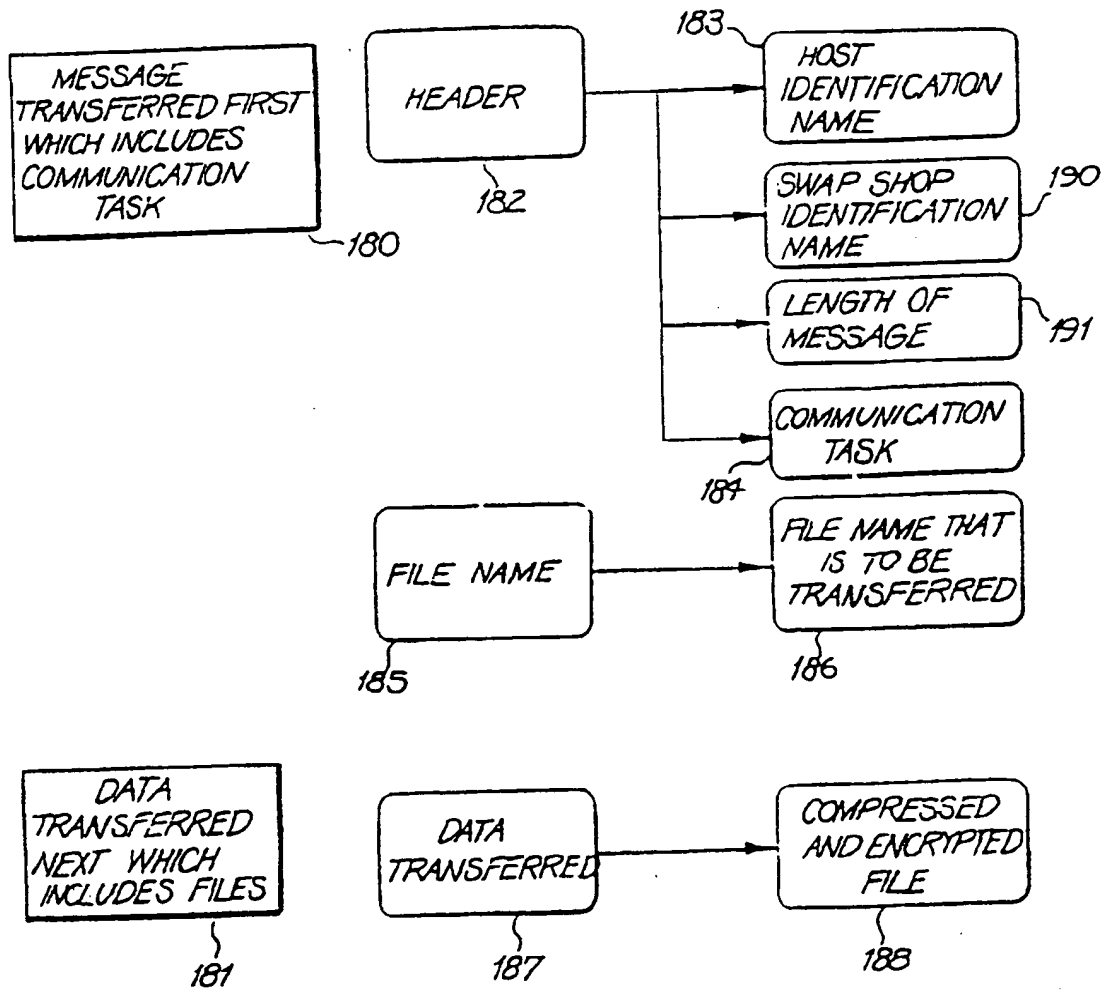 MESSAGE
TRANSFERRED FIRST
WHICH INCLUDES
COMMUNICATION
TASK
180
HEADER
182
183
HOST
IDENTIFICATION
NAME
SWAP SHOP
IDENTIFICATION
NAME
190
LENGTH OF
MESSAGE
191
COMMUNICATION
TASK
184
FILE NAME
185
FILE NAME THAT
IS TO BE
TRANSFERRED
186
DATA
TRANSFERRED
NEXT WHICH
INCLUDES FILES
181
DATA
TRANSFERRED
187
COMPRESSED
AND ENCRYPTED
FILE
188